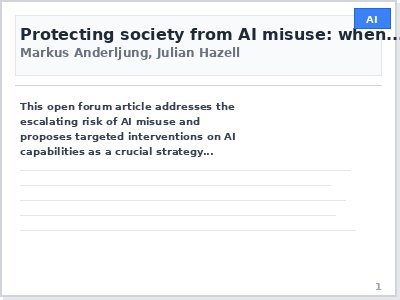 AI
Protecting society from AI misuse: when...
Markus Anderljung, Julian Hazell
This open forum article addresses the
escalating risk of AI misuse and
proposes targeted interventions on AI
capabilities as a crucial strategy...
1